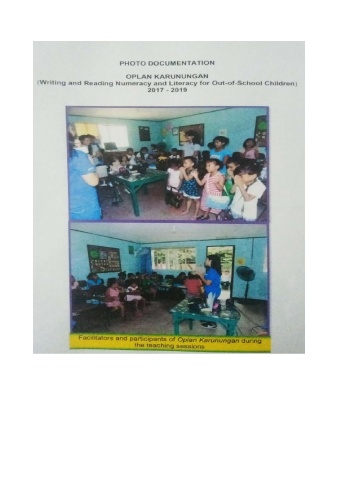 PHOTO DOCUMENTATION
OPLAN KARUNUNGAN
(Writing and Reading Numeracy and Literacy for Out-of-School Children)
2017 - 2019
Facilitators and participants of Oplan Karunungan during
the teaching sessions